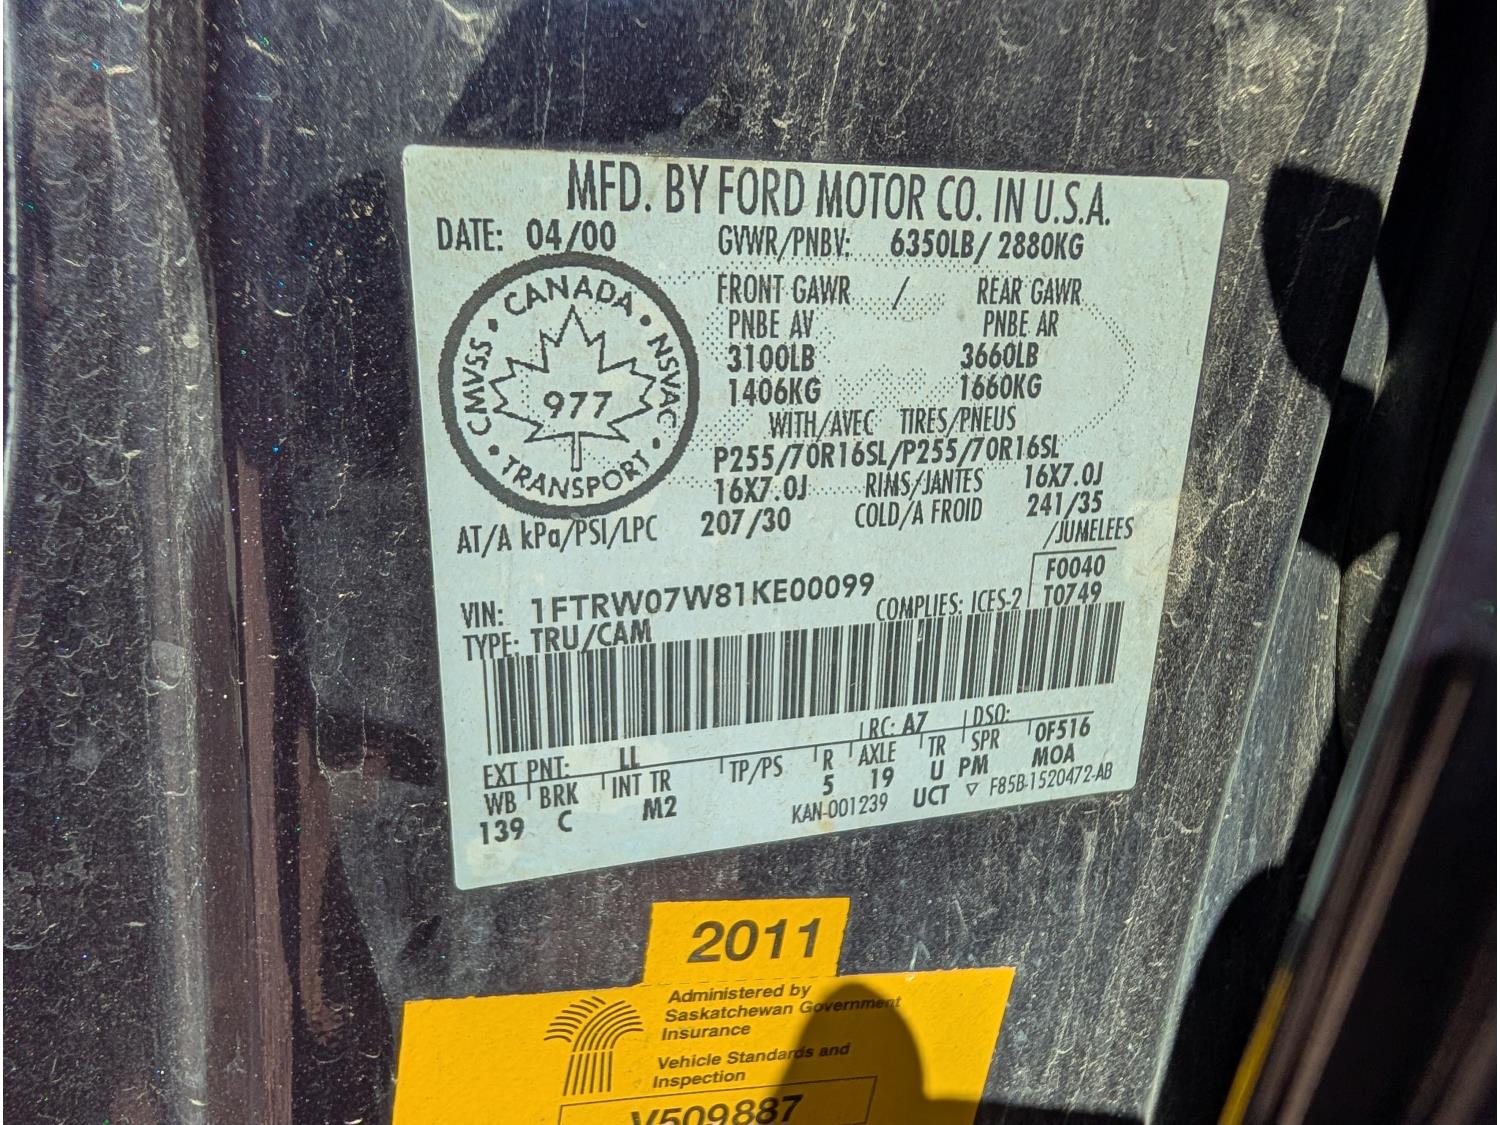 MFD. BY FORD MOTOR CO. IN U.S.A.
DATE: 04/00 GVWR/PNBV: 6350LB/ 2880KG
CANADA
CMVSS NSVAC
977
TRANSPORT
FRONT GAWR / REAR GAWR
PNBE AV PNBE AR
3100LB 3660LB
1406KG 1660KG
WITH/AVEC TIRES/PNEUS
P255/70R16SL/P255/70R16SL
16X7.0J RIMS/JANTES 16X7.0J
AT/A kPa/PSI/LPC 207/30 COLD/A FROID 241/35
/JUMELEES
VIN: 1FTRW07W81KE00099 COMPLIES: ICES-2 F0040
TYPE: TRU/CAM T0749
EXT PNT: LL RC: A7 DSO:
WB BRK INT TR TP/PS R AXLE TR SPR 0F516
139 C M2 5 19 U PM MOA
KAN-001239 UCT ▽ F85B-1520472-AB
2011
Administered by
Saskatchewan Government
Insurance
Vehicle Standards and
Inspection
V509887